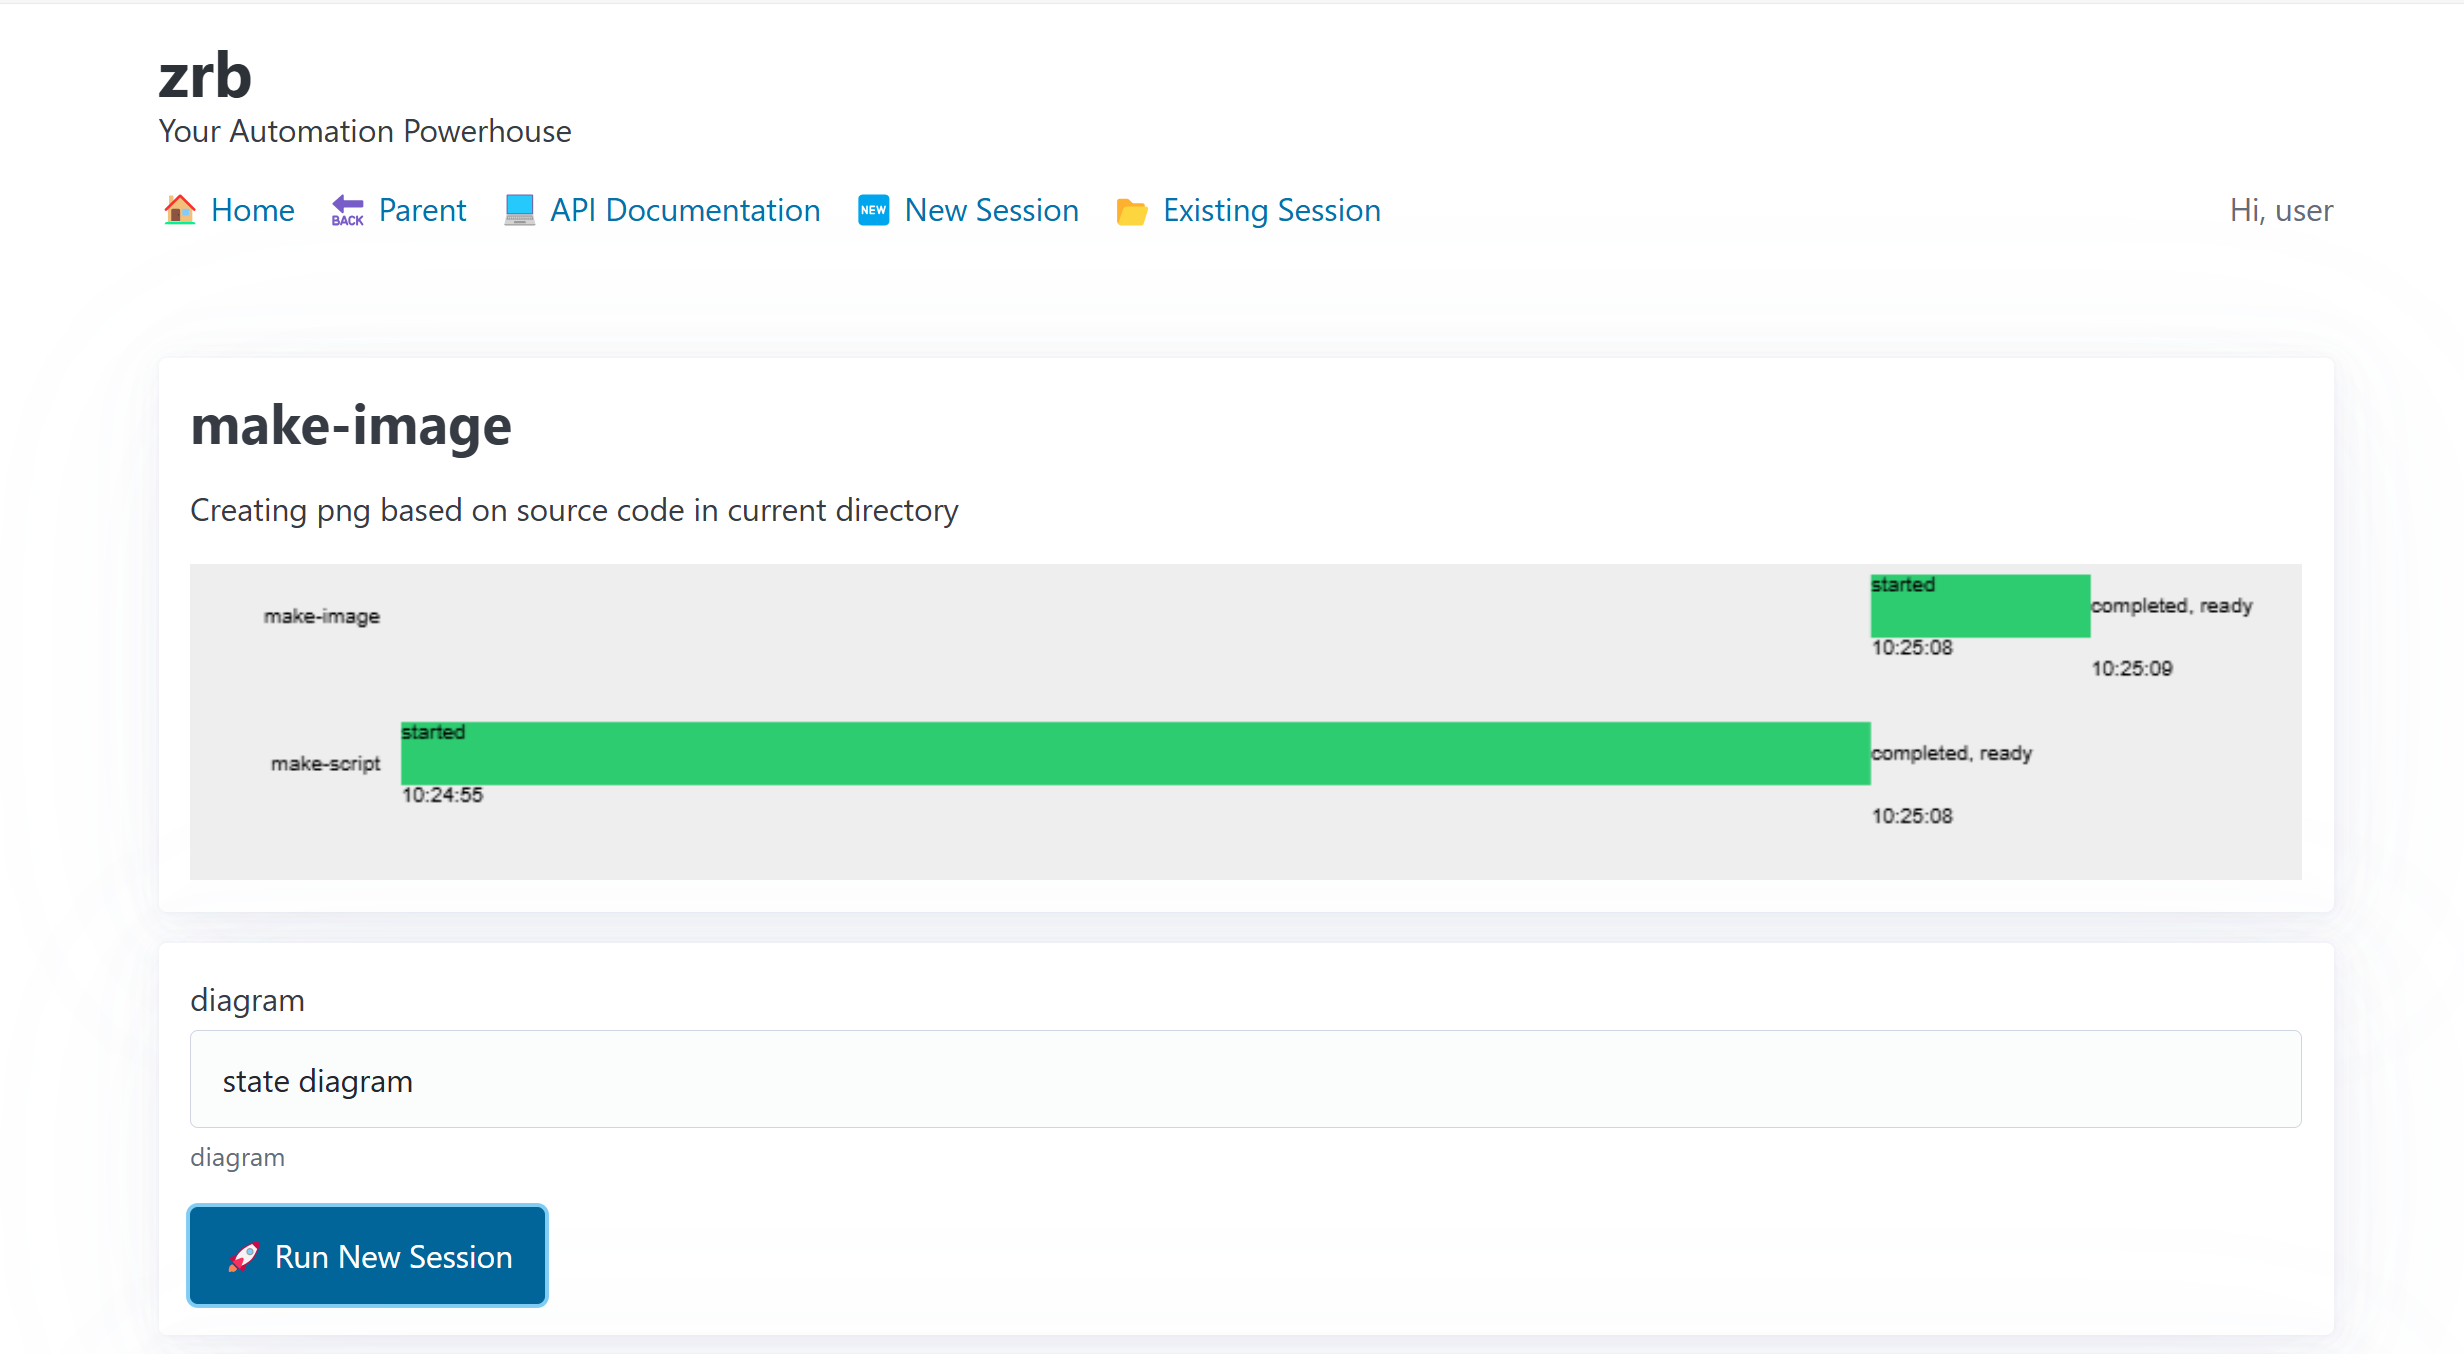 zrb
Your Automation Powerhouse
BACK NEW
Home Parent API Documentation New Session Existing Session Hi, user
make-image
Creating png based on source code in current directory
started
make-image completed, ready
10:25:08
10:25:09
started
make-script completed, ready
10:24:55
10:25:08
diagram
state diagram
diagram
Run New Session